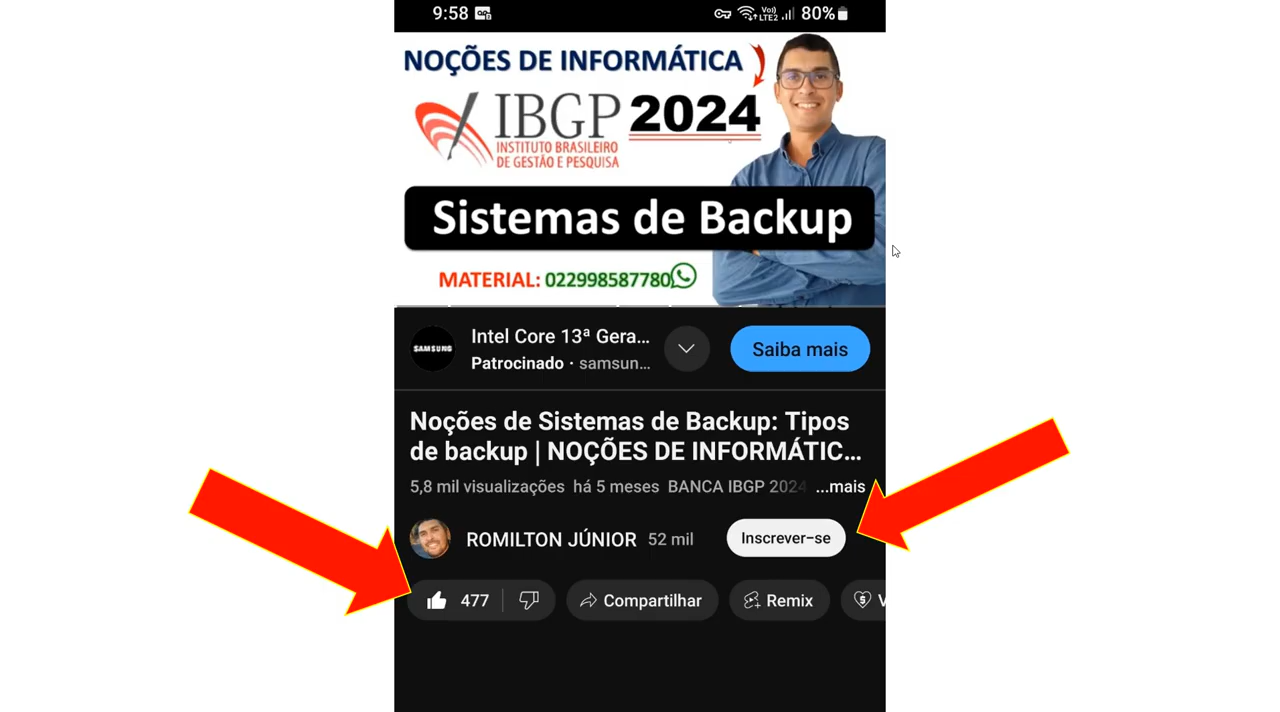 9:58
Vo)) LTE2 80%
NOÇÕES DE INFORMÁTICA
IBGP 2024
INSTITUTO BRASILEIRO
DE GESTÃO E PESQUISA
Sistemas de Backup
MATERIAL: 022998587780
SAMSUNG
Intel Core 13ª Gera...
Patrocinado · samsun...
Saiba mais
Noções de Sistemas de Backup: Tipos
de backup | NOÇÕES DE INFORMÁTIC...
5,8 mil visualizações há 5 meses BANCA IBGP 2024 ...mais
ROMILTON JÚNIOR 52 mil
Inscrever-se
477 Compartilhar Remix V